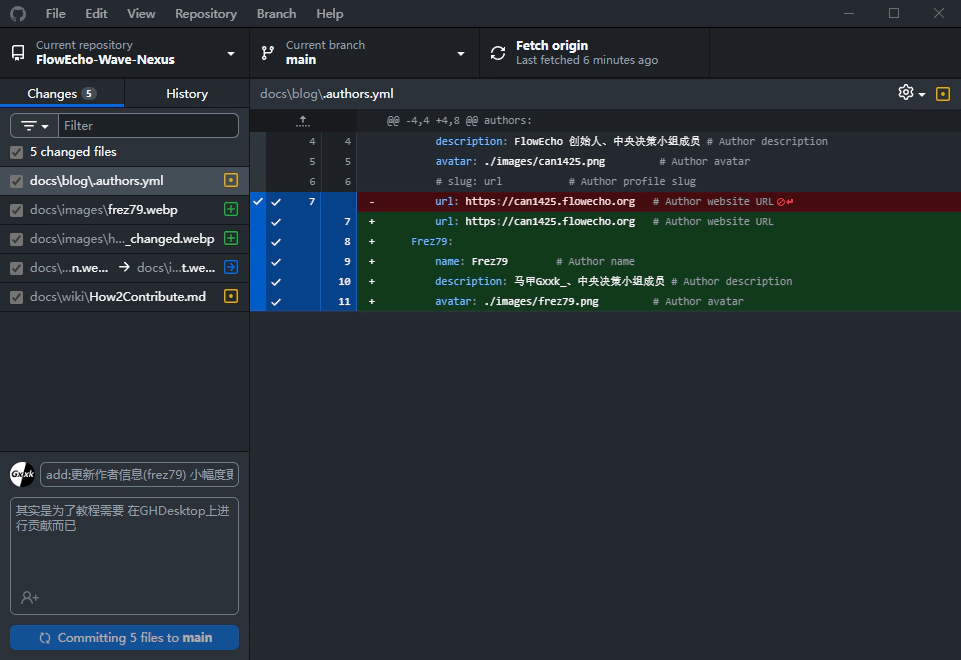 File Edit View Repository Branch Help
Current repository
FlowEcho-Wave-Nexus
Current branch
main
Fetch origin
Last fetched 6 minutes ago
Changes 5 History
docs\blog\.authors.yml
Filter
5 changed files
docs\blog\.authors.yml
docs\images\frez79.webp
docs\images\h..._changed.webp
docs\...n.we... → docs\i...t.we...
docs\wiki\How2Contribute.md
@@ -4,4 +4,8 @@ authors:
4 4 description: FlowEcho 创始人、中央决策小组成员 # Author description
5 5 avatar: ./images/can1425.png # Author avatar
6 6 # slug: url # Author profile slug
7 - url: https://can1425.flowecho.org # Author website URL
7 + url: https://can1425.flowecho.org # Author website URL
8 + Frez79:
9 + name: Frez79 # Author name
10 + description: 马甲Gxxk_、中央决策小组成员 # Author description
11 + avatar: ./images/frez79.png # Author avatar
Gxxk
add:更新作者信息(frez79) 小幅度更
其实是为了教程需要 在GHDesktop上进
行贡献而已
Committing 5 files to main